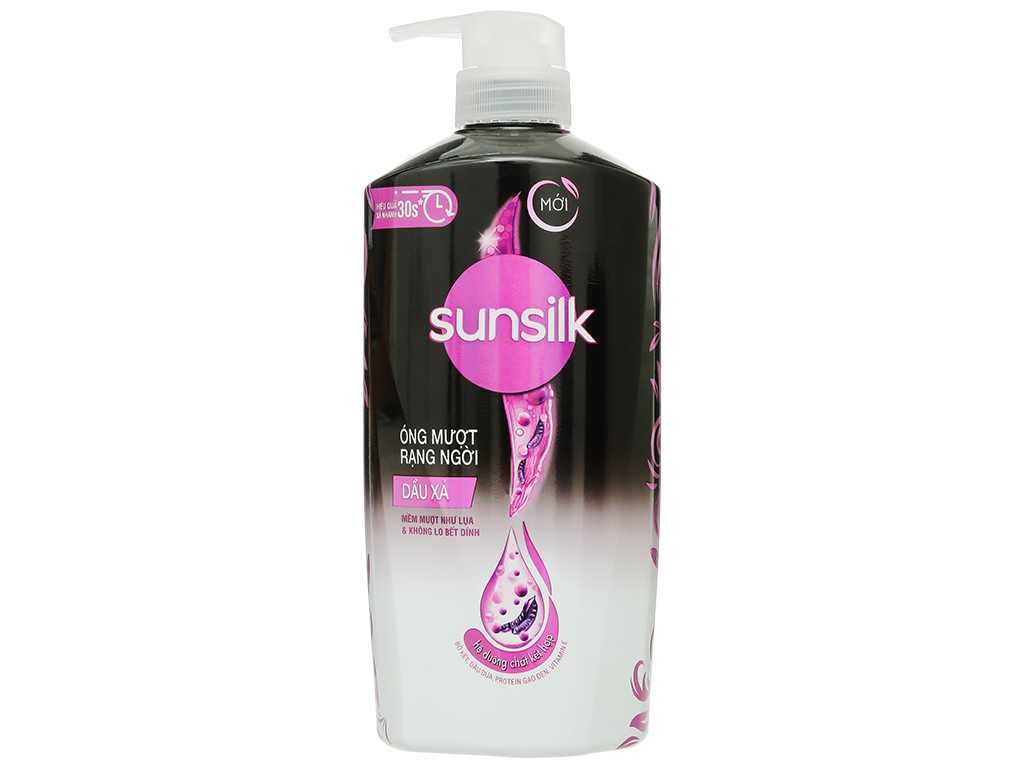 HIỆU QUẢ
XẢ NHANH 30s*
MỚI
sunsilk
ÓNG MƯỢT
RẠNG NGỜI
DẦU XẢ
MỀM MƯỢT NHƯ LỤA
& KHÔNG LO BẾT DÍNH
hệ dưỡng chất kết hợp
BỒ KẾT, DẦU DỪA, PROTEIN GẠO ĐEN, VITAMIN E